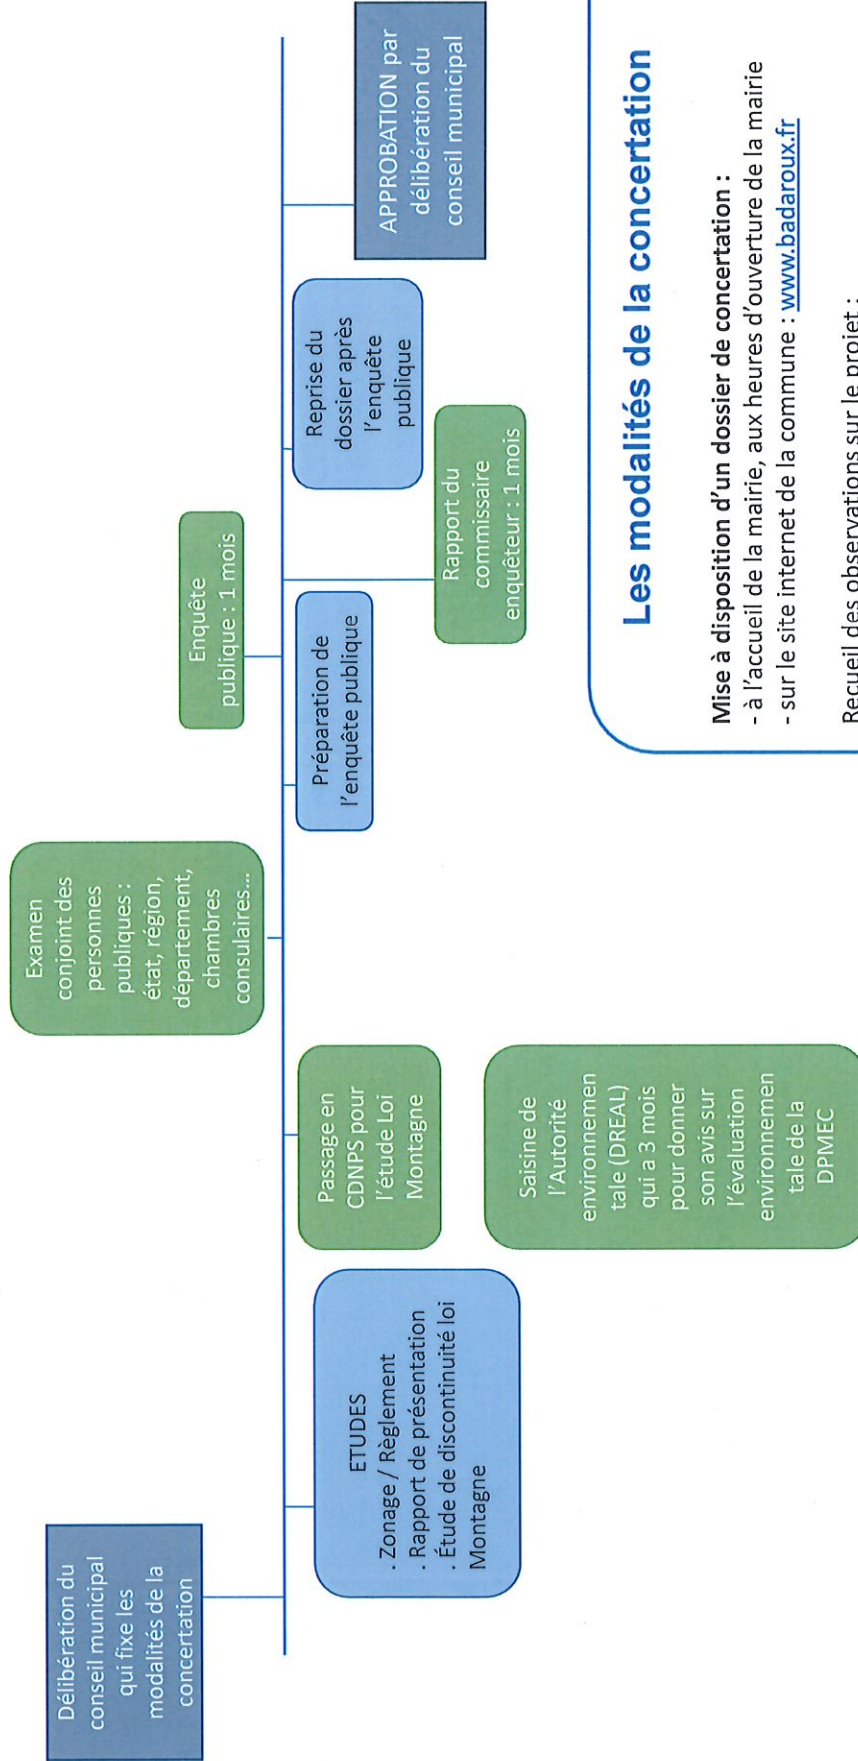 Délibération du
conseil municipal
qui fixe les
modalités de la
concertation
ETUDES
. Zonage / Règlement
. Rapport de présentation
. Étude de discontinuité loi
Montagne
Passage en
CDNPS pour
l'étude Loi
Montagne
Saisine de
l'Autorité
environnemen
tale (DREAL)
qui a 3 mois
pour donner
son avis sur
l'évaluation
environnemen
tale de la
DPMEC
Examen
conjoint des
personnes
publiques :
état, région,
département,
chambres
consulaires...
Préparation de
l'enquête publique
Enquête
publique : 1 mois
Rapport du
commissaire
enquêteur : 1 mois
Reprise du
dossier après
l'enquête
publique
APPROBATION par
délibération du
conseil municipal
Les modalités de la concertation
Mise à disposition d'un dossier de concertation :
- à l'accueil de la mairie, aux heures d'ouverture de la mairie
- sur le site internet de la commune : www.badaroux.fr
Recueil des observations sur le projet :